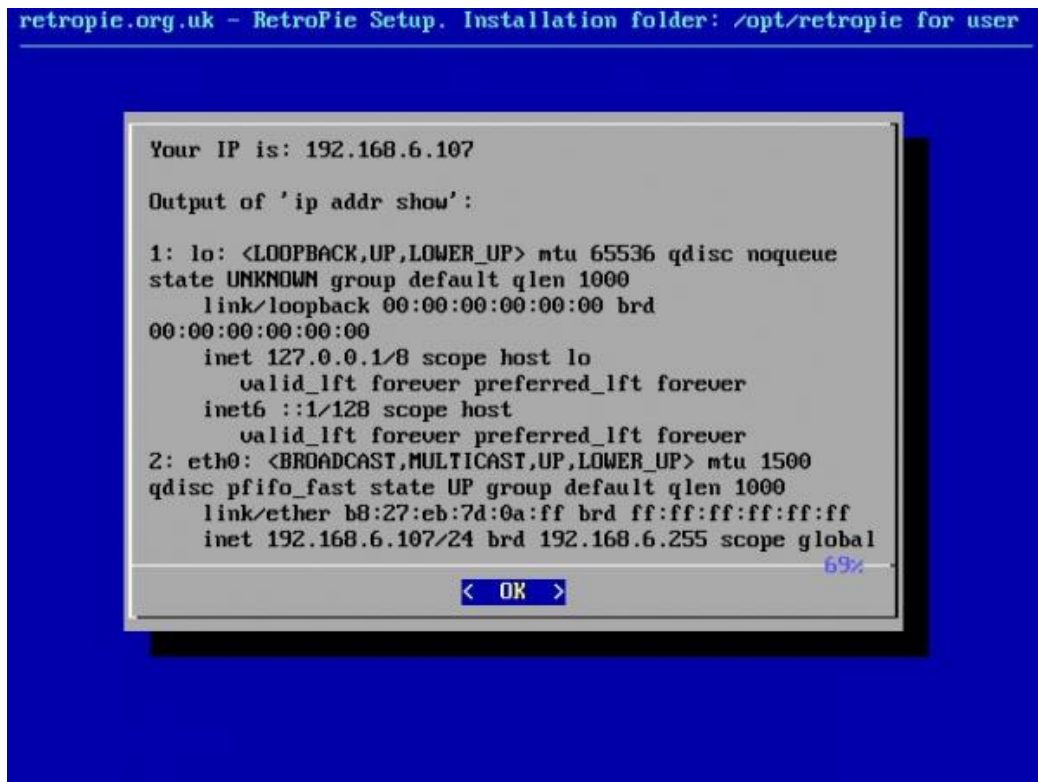 retropie.org.uk - RetroPie Setup. Installation folder: /opt/retropie for user
Your IP is: 192.168.6.107
Output of 'ip addr show':
1: lo: <LOOPBACK,UP,LOWER_UP> mtu 65536 qdisc noqueue
state UNKNOWN group default qlen 1000
link/loopback 00:00:00:00:00:00 brd
00:00:00:00:00:00
inet 127.0.0.1/8 scope host lo
valid_lft forever preferred_lft forever
inet6 ::1/128 scope host
valid_lft forever preferred_lft forever
2: eth0: <BROADCAST,MULTICAST,UP,LOWER_UP> mtu 1500
qdisc pfifo_fast state UP group default qlen 1000
link/ether b8:27:eb:7d:0a:ff brd ff:ff:ff:ff:ff:ff
inet 192.168.6.107/24 brd 192.168.6.255 scope global
69%
< OK >